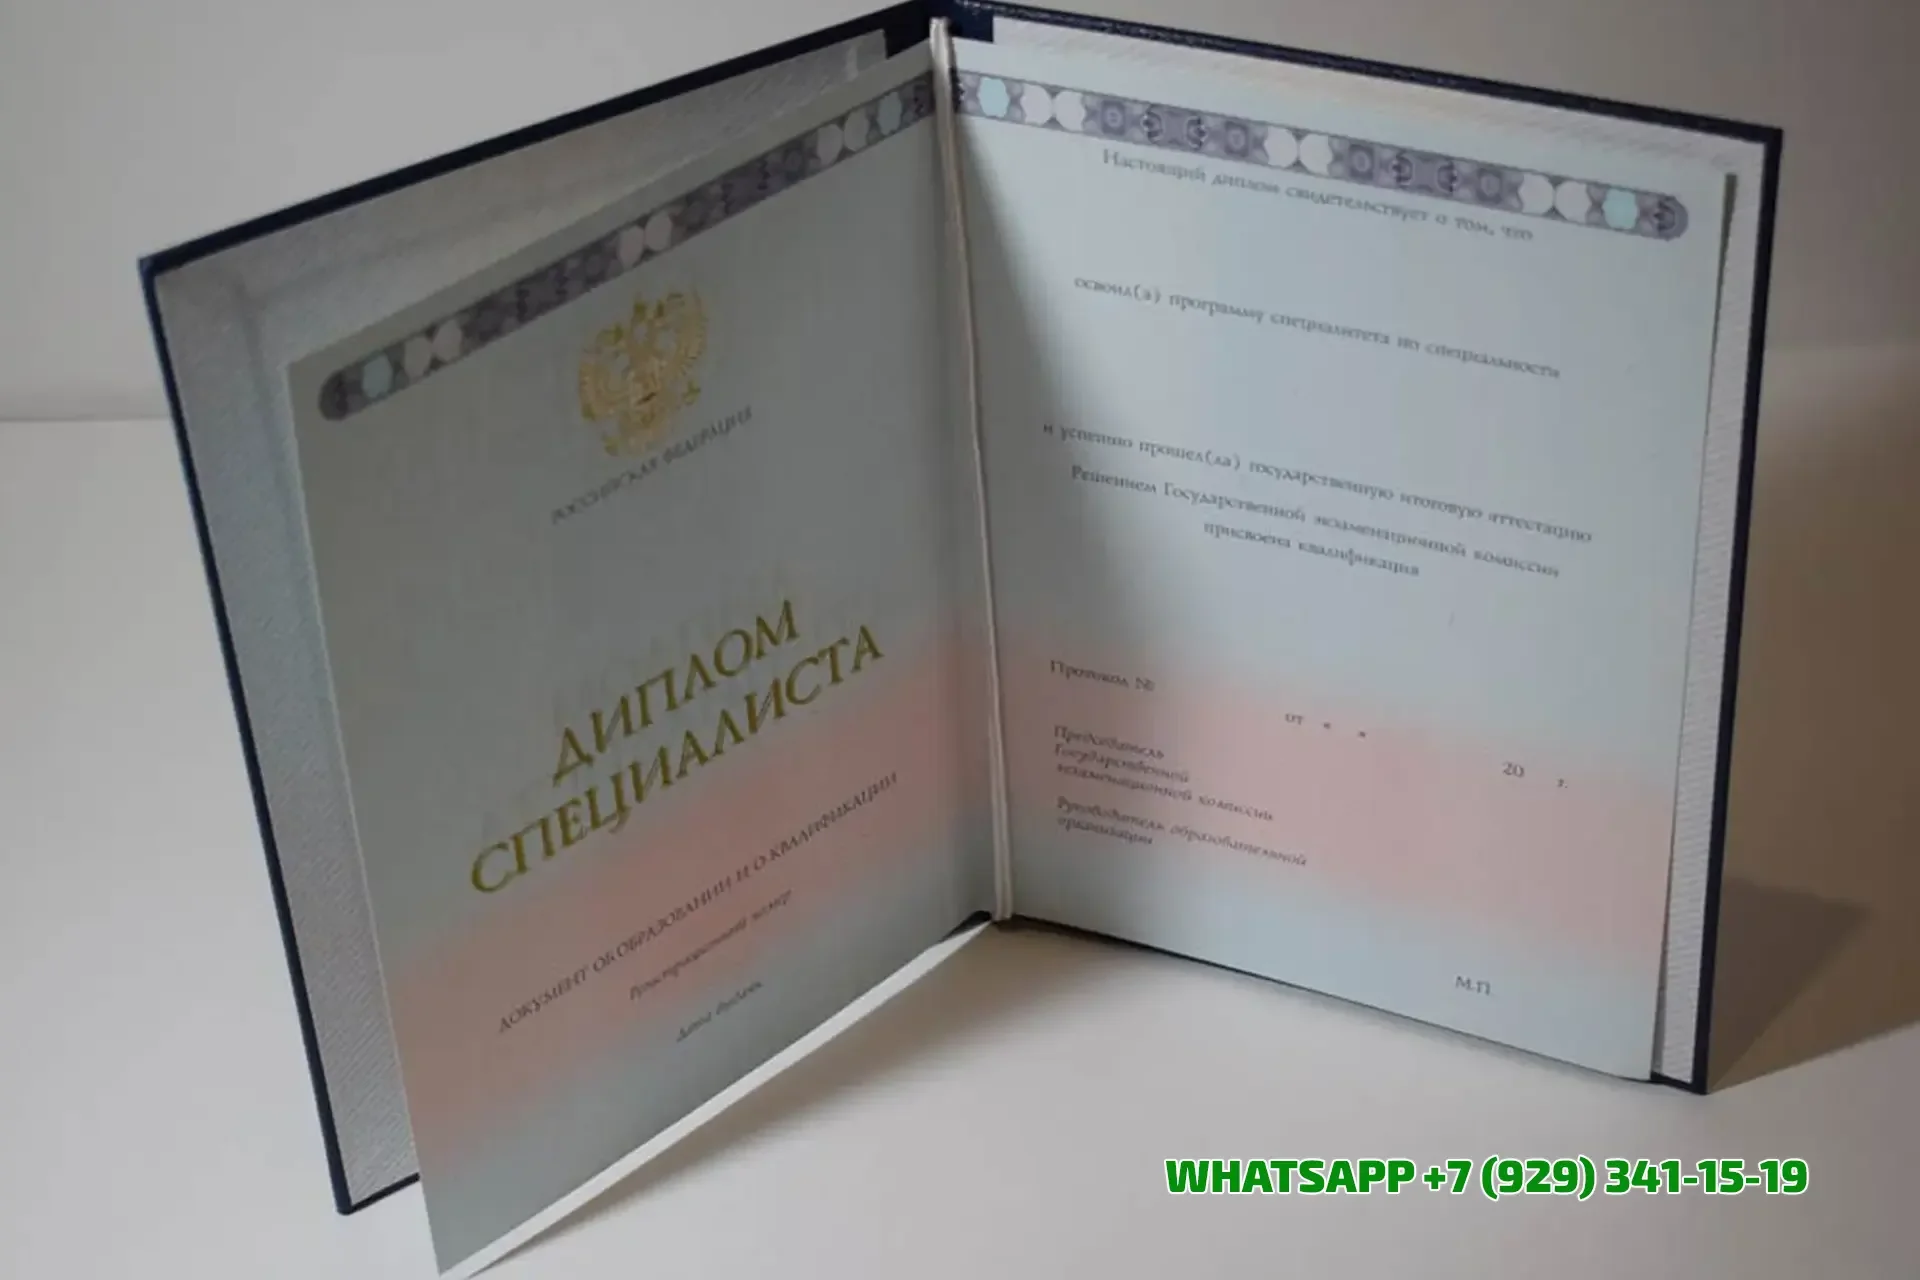 РОССИЙСКАЯ ФЕДЕРАЦИЯ
ДИПЛОМ
СПЕЦИАЛИСТА
ДОКУМЕНТ ОБ ОБРАЗОВАНИИ И О КВАЛИФИКАЦИИ
Регистрационный номер
Дата выдачи
Настоящий диплом свидетельствует о том, что
освоил(а) программу специалитета по специальности
и успешно прошел(ла) государственную итоговую аттестацию
Решением Государственной экзаменационной комиссии
присвоена квалификация
Протокол №
от « » 20 г.
Председатель
Государственной
экзаменационной комиссии
Руководитель образовательной
организации
М.П.
WHATSAPP +7 (929) 341-15-19